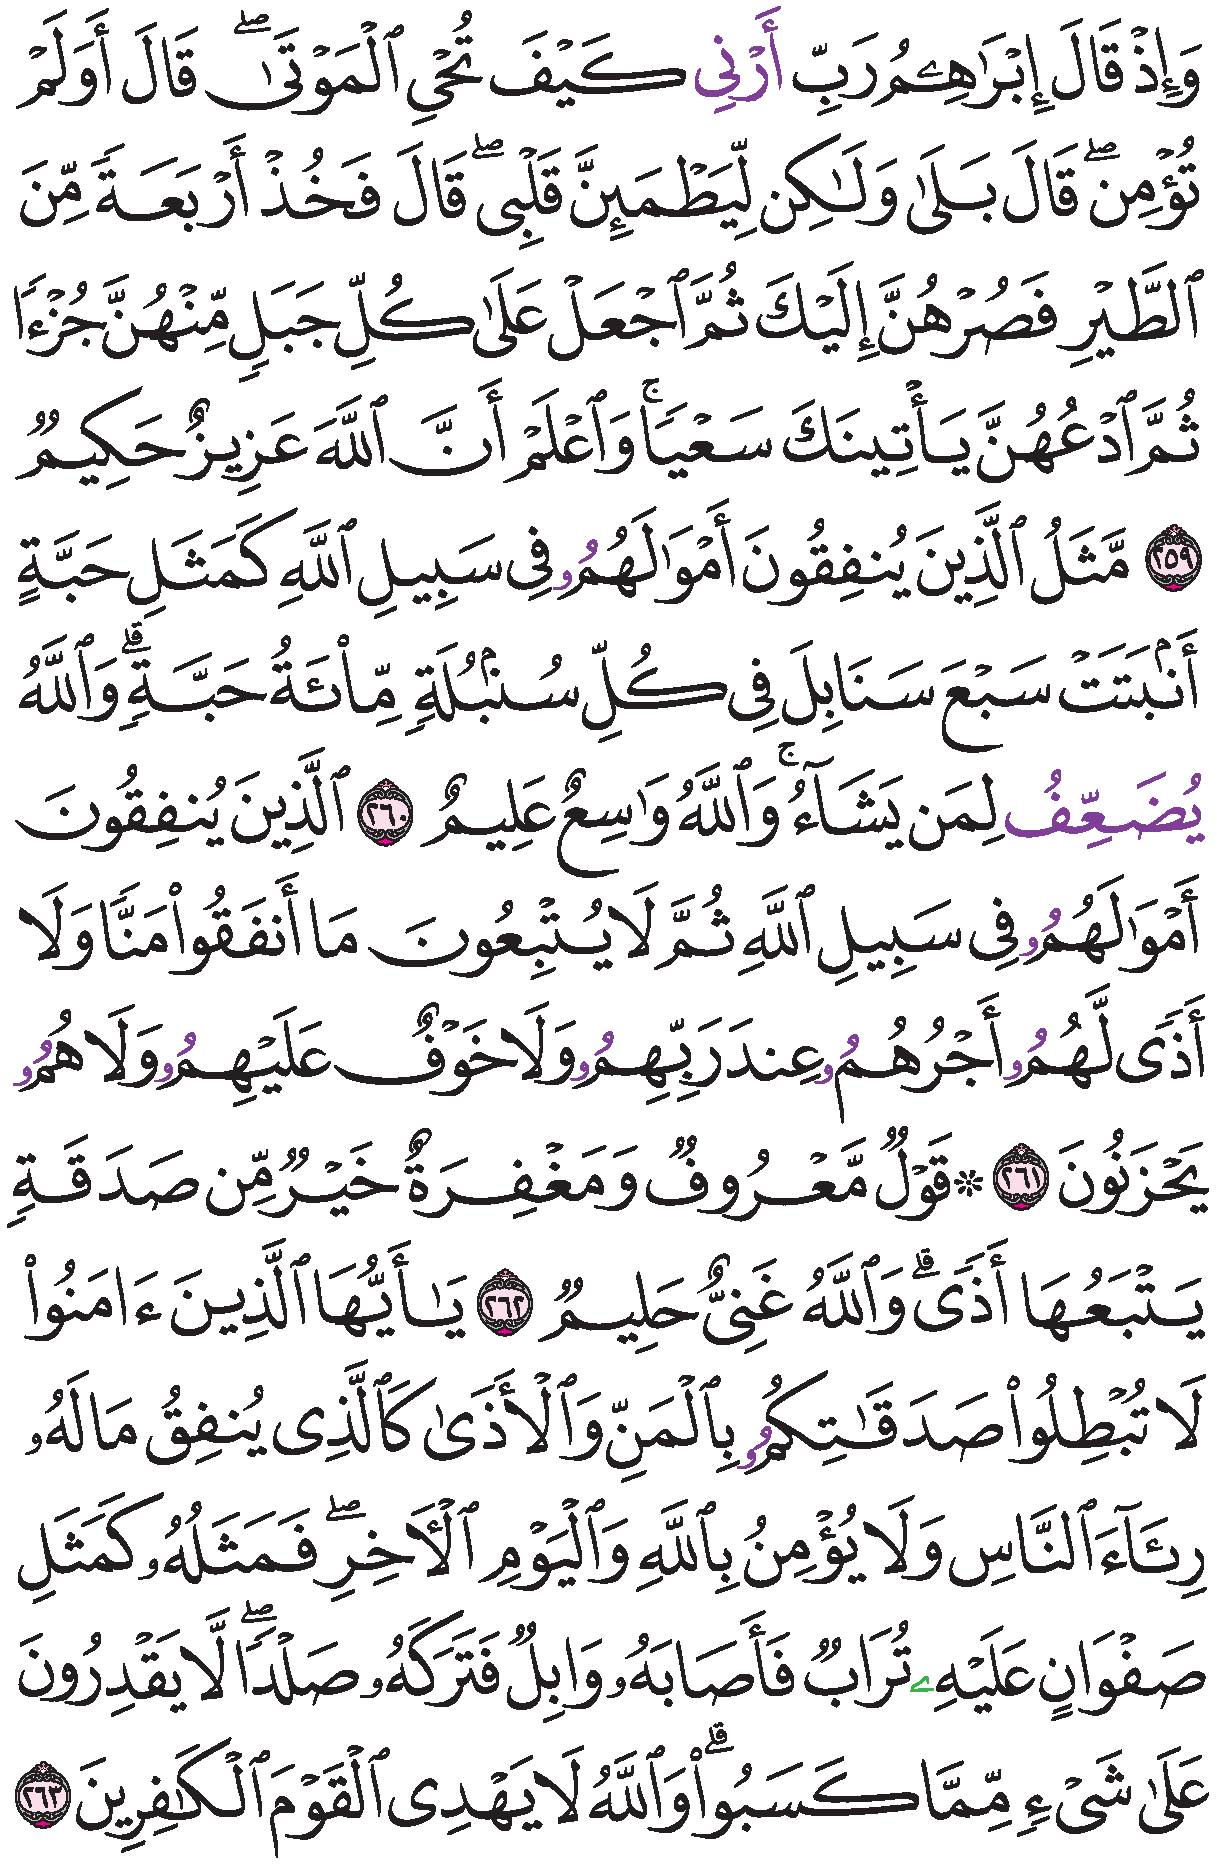 وَإِذْ قَالَ إِبْرَٰهِـۧمُ رَبِّ أَرْنِى كَيْفَ تُحْىِ ٱلْمَوْتَىٰ ۖ قَالَ أَوَلَمْ
تُؤْمِن ۖ قَالَ بَلَىٰ وَلَـٰكِن لِّيَطْمَئِنَّ قَلْبِى ۖ قَالَ فَخُذْ أَرْبَعَةً مِّنَ
ٱلطَّيْرِ فَصُرْهُنَّ إِلَيْكَ ثُمَّ ٱجْعَلْ عَلَىٰ كُلِّ جَبَلٍ مِّنْهُنَّ جُزْءًا
ثُمَّ ٱدْعُهُنَّ يَأْتِينَكَ سَعْيًا ۚ وَٱعْلَمْ أَنَّ ٱللَّهَ عَزِيزٌ حَكِيمٌ
٢٥٩ مَّثَلُ ٱلَّذِينَ يُنفِقُونَ أَمْوَٰلَهُمُۥ فِى سَبِيلِ ٱللَّهِ كَمَثَلِ حَبَّةٍ
أَنۢبَتَتْ سَبْعَ سَنَابِلَ فِى كُلِّ سُنۢبُلَةٍ مِّا۟ئَةُ حَبَّةٍ ۗ وَٱللَّهُ
يُضَعِّفُ لِمَن يَشَآءُ ۚ وَٱللَّهُ وَٰسِعٌ عَلِيمٌ ٢٦٠ ٱلَّذِينَ يُنفِقُونَ
أَمْوَٰلَهُمُۥ فِى سَبِيلِ ٱللَّهِ ثُمَّ لَا يُتْبِعُونَ مَا أَنفَقُوا۟ مَنًّا وَلَا
أَذًى لَّهُمُۥ أَجْرُهُمُۥ عِندَ رَبِّهِمُۥ وَلَا خَوْفٌ عَلَيْهِمُۥ وَلَا هُمُۥ
يَحْزَنُونَ ٢٦١ ۞ قَوْلٌ مَّعْرُوفٌ وَمَغْفِرَةٌ خَيْرٌ مِّن صَدَقَةٍ
يَتْبَعُهَا أَذًى ۗ وَٱللَّهُ غَنِىٌّ حَلِيمٌ ٢٦٢ يَـٰأَيُّهَا ٱلَّذِينَ ءَامَنُوا۟
لَا تُبْطِلُوا۟ صَدَقَـٰتِكُمُۥ بِٱلْمَنِّ وَٱلْأَذَىٰ كَٱلَّذِى يُنفِقُ مَالَهُۥ
رِئَآءَ ٱلنَّاسِ وَلَا يُؤْمِنُ بِٱللَّهِ وَٱلْيَوْمِ ٱلْـَٔاخِرِ ۖ فَمَثَلُهُۥ كَمَثَلِ
صَفْوَانٍ عَلَيْهِۦ تُرَابٌ فَأَصَابَهُۥ وَابِلٌ فَتَرَكَهُۥ صَلْدًا ۖ لَّا يَقْدِرُونَ
عَلَىٰ شَىْءٍ مِّمَّا كَسَبُوا۟ ۗ وَٱللَّهُ لَا يَهْدِى ٱلْقَوْمَ ٱلْكَـٰفِرِينَ ٢٦٣